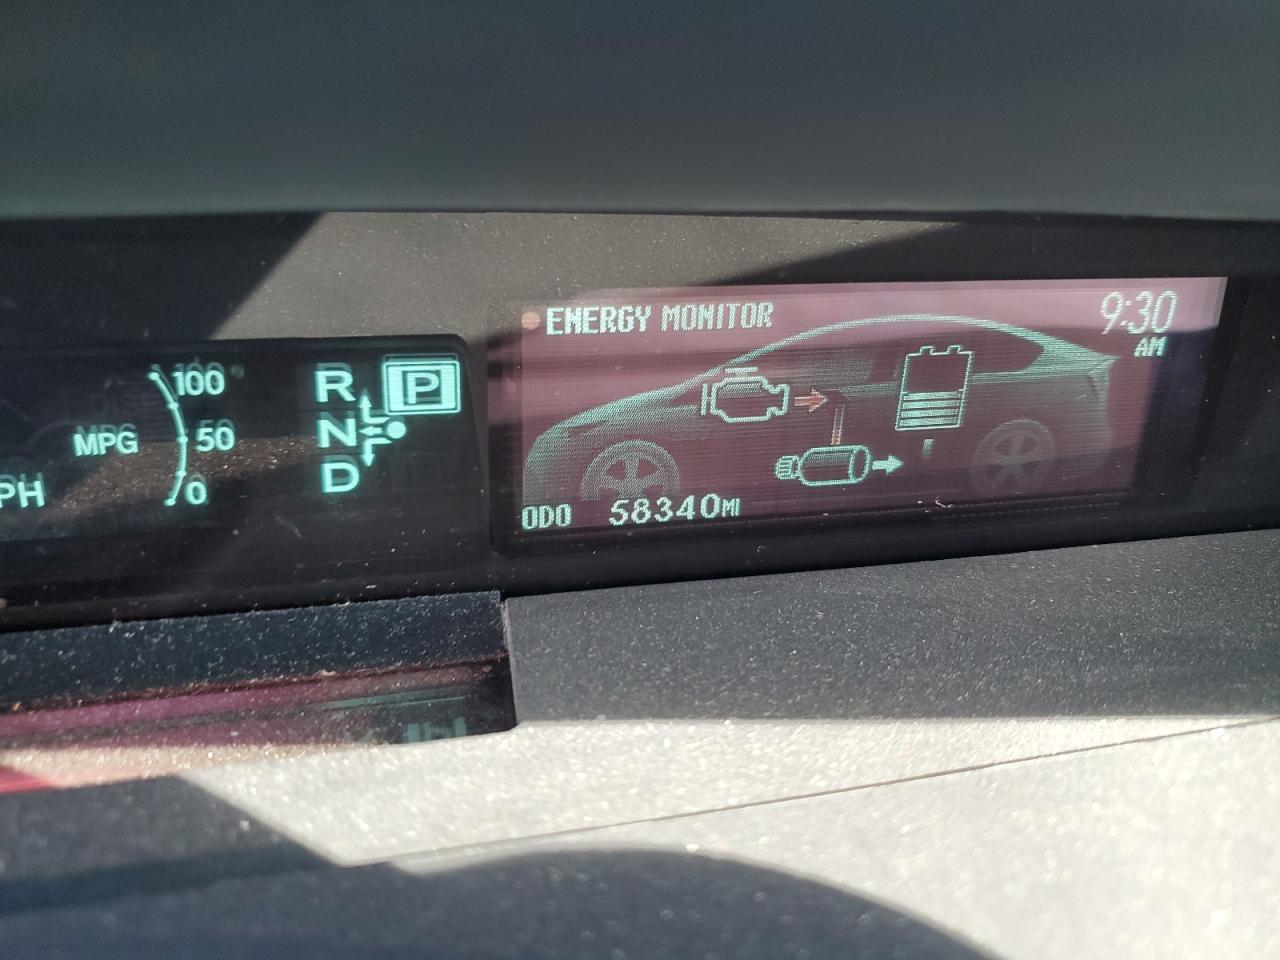 ENERGY MONITOR
9:30
AM
100
MPG
50
0
PH
R
P
N
D
ODO 58340MI